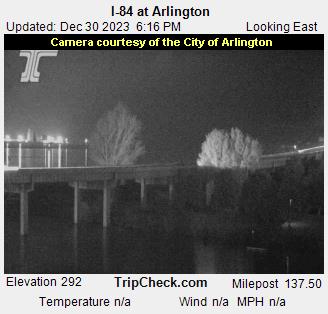 I-84 at Arlington
Updated: Dec 30 2023 6:16 PM Looking East
Camera courtesy of the City of Arlington
Elevation 292 TripCheck.com Milepost 137.50
Temperature n/a Wind n/a MPH n/a